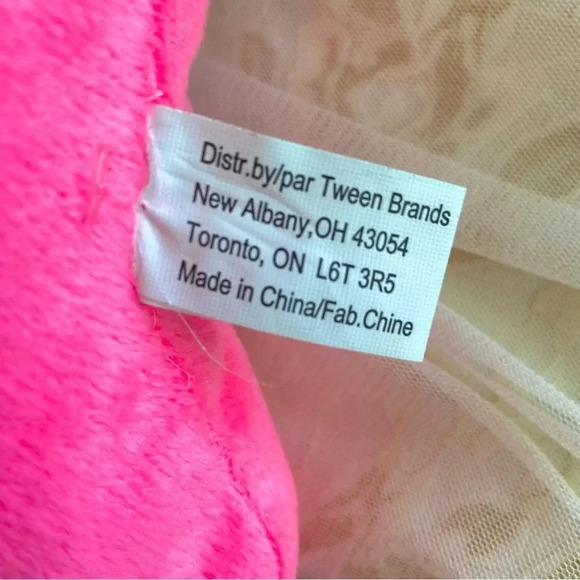 Distr.by/par Tween Brands
New Albany,OH 43054
Toronto, ON L6T 3R5
Made in China/Fab.Chine